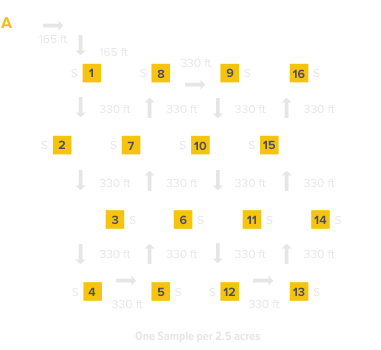 A
165 ft
165 ft
S 1 S 8 330 ft 9 S 16 S
330 ft 330 ft 330 ft 330 ft
S 2 S 7 S 10 S 15
330 ft 330 ft 330 ft 330 ft
3 S 6 S 11 S 14 S
330 ft 330 ft 330 ft 330 ft
S 4 5 S S 12 13 S
330 ft 330 ft
One Sample per 2.5 acres